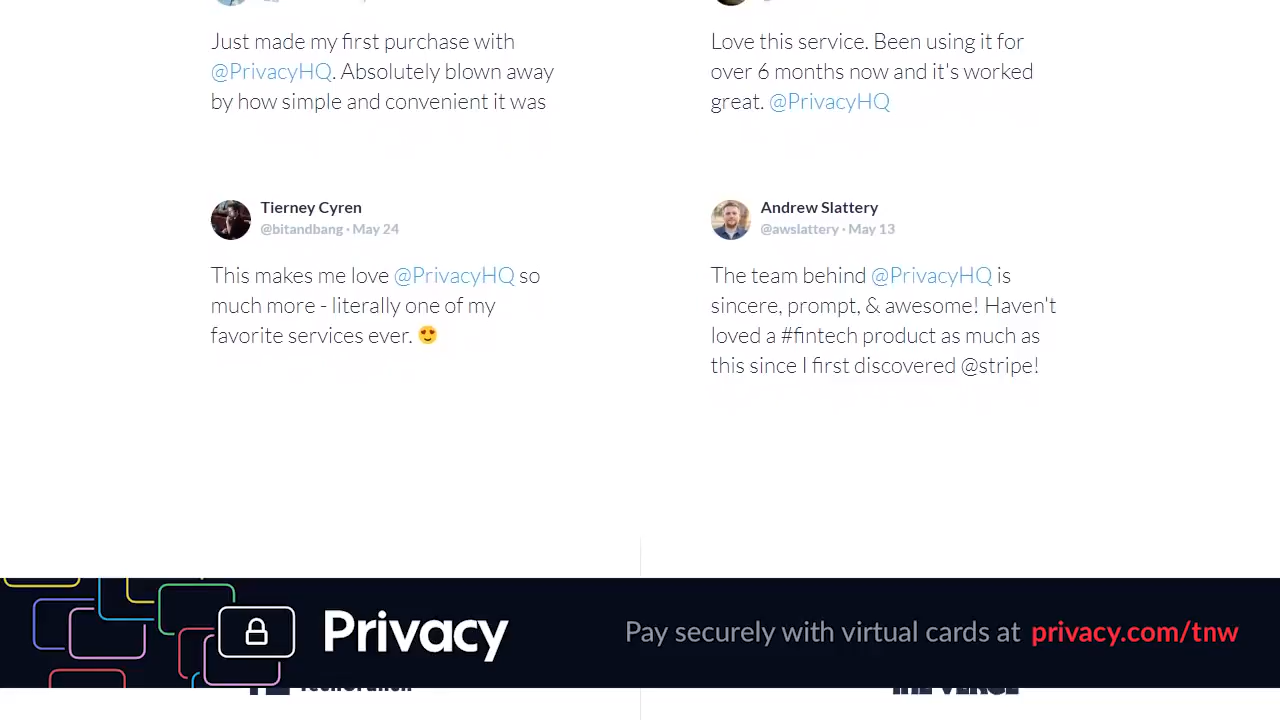 Just made my first purchase with
@PrivacyHQ. Absolutely blown away
by how simple and convenient it was
Love this service. Been using it for
over 6 months now and it's worked
great. @PrivacyHQ
Tierney Cyren
@bitandbang · May 24
This makes me love @PrivacyHQ so
much more - literally one of my
favorite services ever. 😍
Andrew Slattery
@awslattery · May 13
The team behind @PrivacyHQ is
sincere, prompt, & awesome! Haven't
loved a #fintech product as much as
this since I first discovered @stripe!
Privacy
Pay securely with virtual cards at privacy.com/tnw